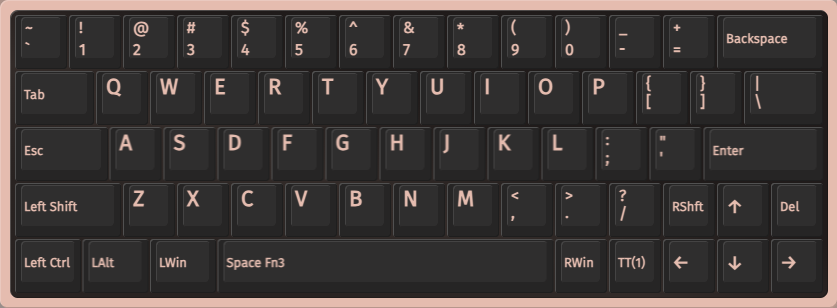 ~ ! @ # $ % ^ & * ( ) _ + Backspace
` 1 2 3 4 5 6 7 8 9 0 - =
Tab Q W E R T Y U I O P { } |
[ ] \
Esc A S D F G H J K L : " Enter
; '
Left Shift Z X C V B N M < > ? RShft ↑ Del
, . /
Left Ctrl LAlt LWin Space Fn3 RWin TT(1) ← ↓ →